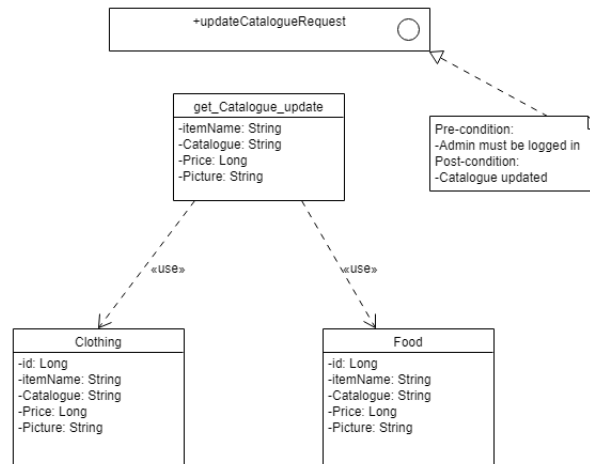 +updateCatalogueRequest
get_Catalogue_update
-itemName: String
-Catalogue: String
-Price: Long
-Picture: String
Pre-condition:
-Admin must be logged in
Post-condition:
-Catalogue updated
«use»
«use»
Clothing
-id: Long
-itemName: String
-Catalogue: String
-Price: Long
-Picture: String
Food
-id: Long
-itemName: String
-Catalogue: String
-Price: Long
-Picture: String